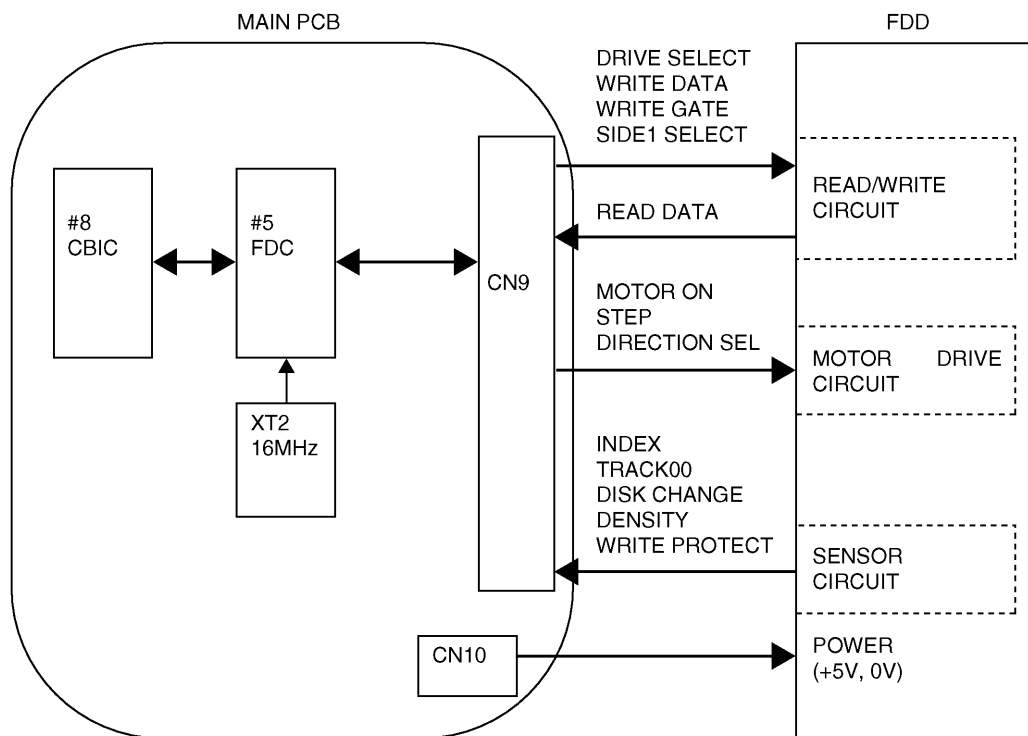 MAIN PCB
FDD
DRIVE SELECT
WRITE DATA
WRITE GATE
SIDE1 SELECT
#8
CBIC
#5
FDC
CN9
READ DATA
READ/WRITE
CIRCUIT
MOTOR ON
STEP
DIRECTION SEL
MOTOR DRIVE
CIRCUIT
XT2
16MHz
INDEX
TRACK00
DISK CHANGE
DENSITY
WRITE PROTECT
SENSOR
CIRCUIT
CN10
POWER
(+5V, 0V)